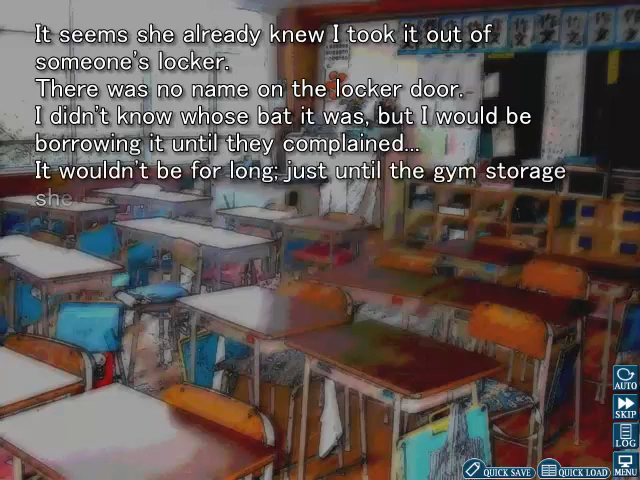 It seems she already knew I took it out of
someone's locker.
There was no name on the locker door.
I didn't know whose bat it was, but I would be
borrowing it until they complained...
It wouldn't be for long; just until the gym storage
she
AUTO
SKIP
LOG
MENU
QUICK SAVE
QUICK LOAD